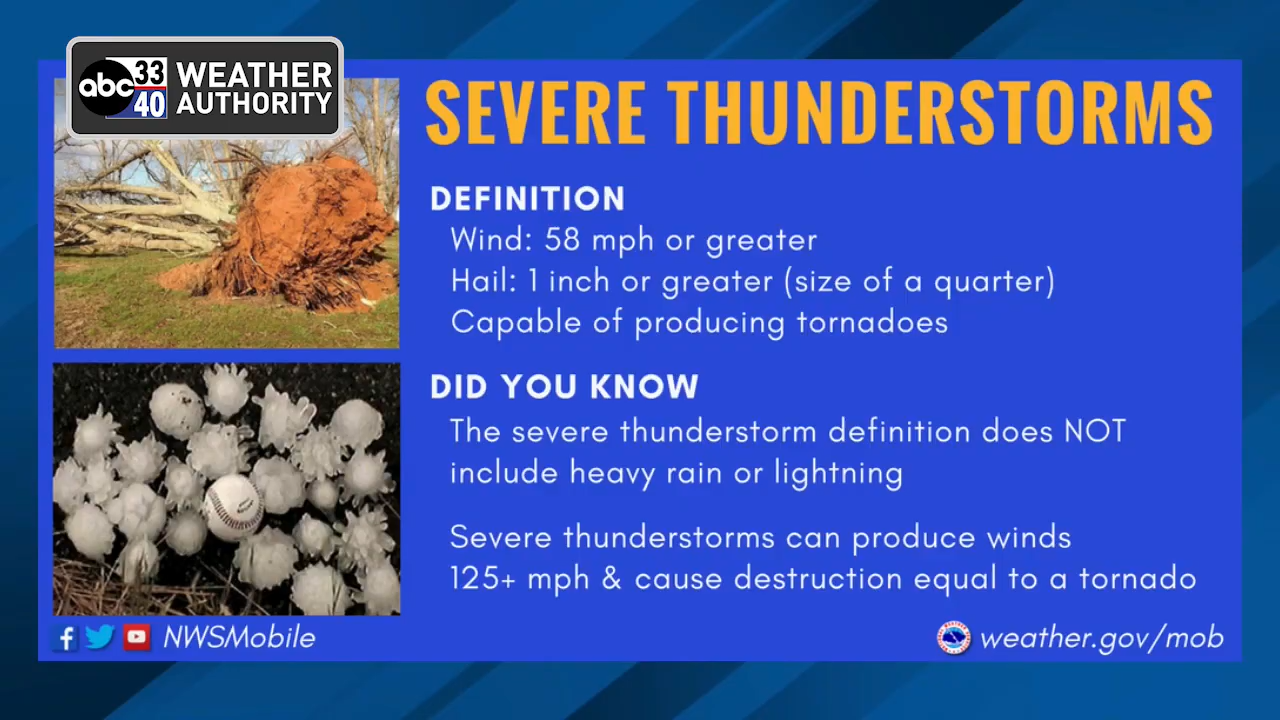 abc 33 40 WEATHER AUTHORITY
SEVERE THUNDERSTORMS
DEFINITION
Wind: 58 mph or greater
Hail: 1 inch or greater (size of a quarter)
Capable of producing tornadoes
DID YOU KNOW
The severe thunderstorm definition does NOT
include heavy rain or lightning
Severe thunderstorms can produce winds
125+ mph & cause destruction equal to a tornado
NWSMobile
weather.gov/mob